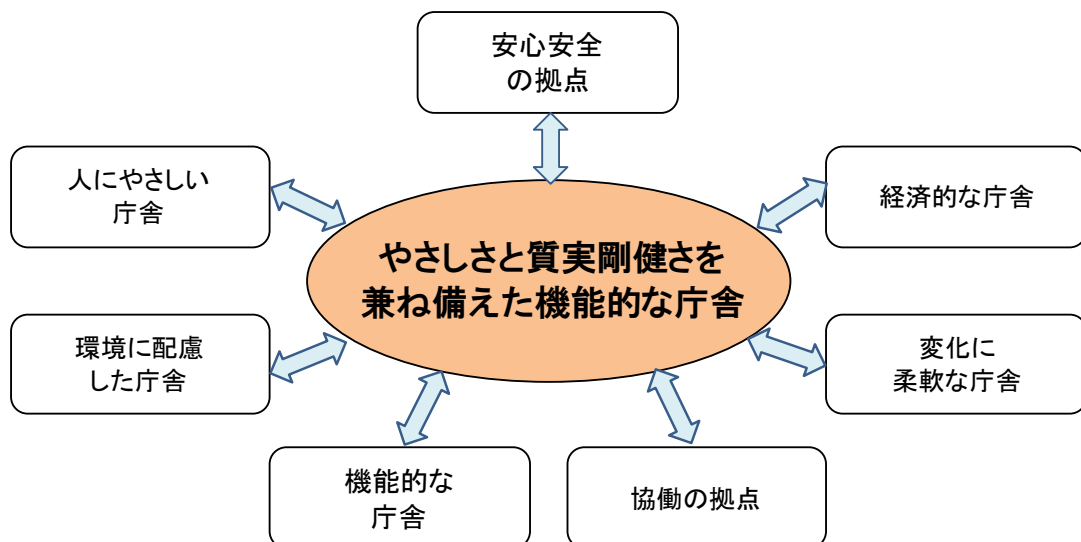 安心安全
の拠点
人にやさしい
庁舎
経済的な庁舎
やさしさと質実剛健さを
兼ね備えた機能的な庁舎
環境に配慮
した庁舎
変化に
柔軟な庁舎
機能的な
庁舎
協働の拠点